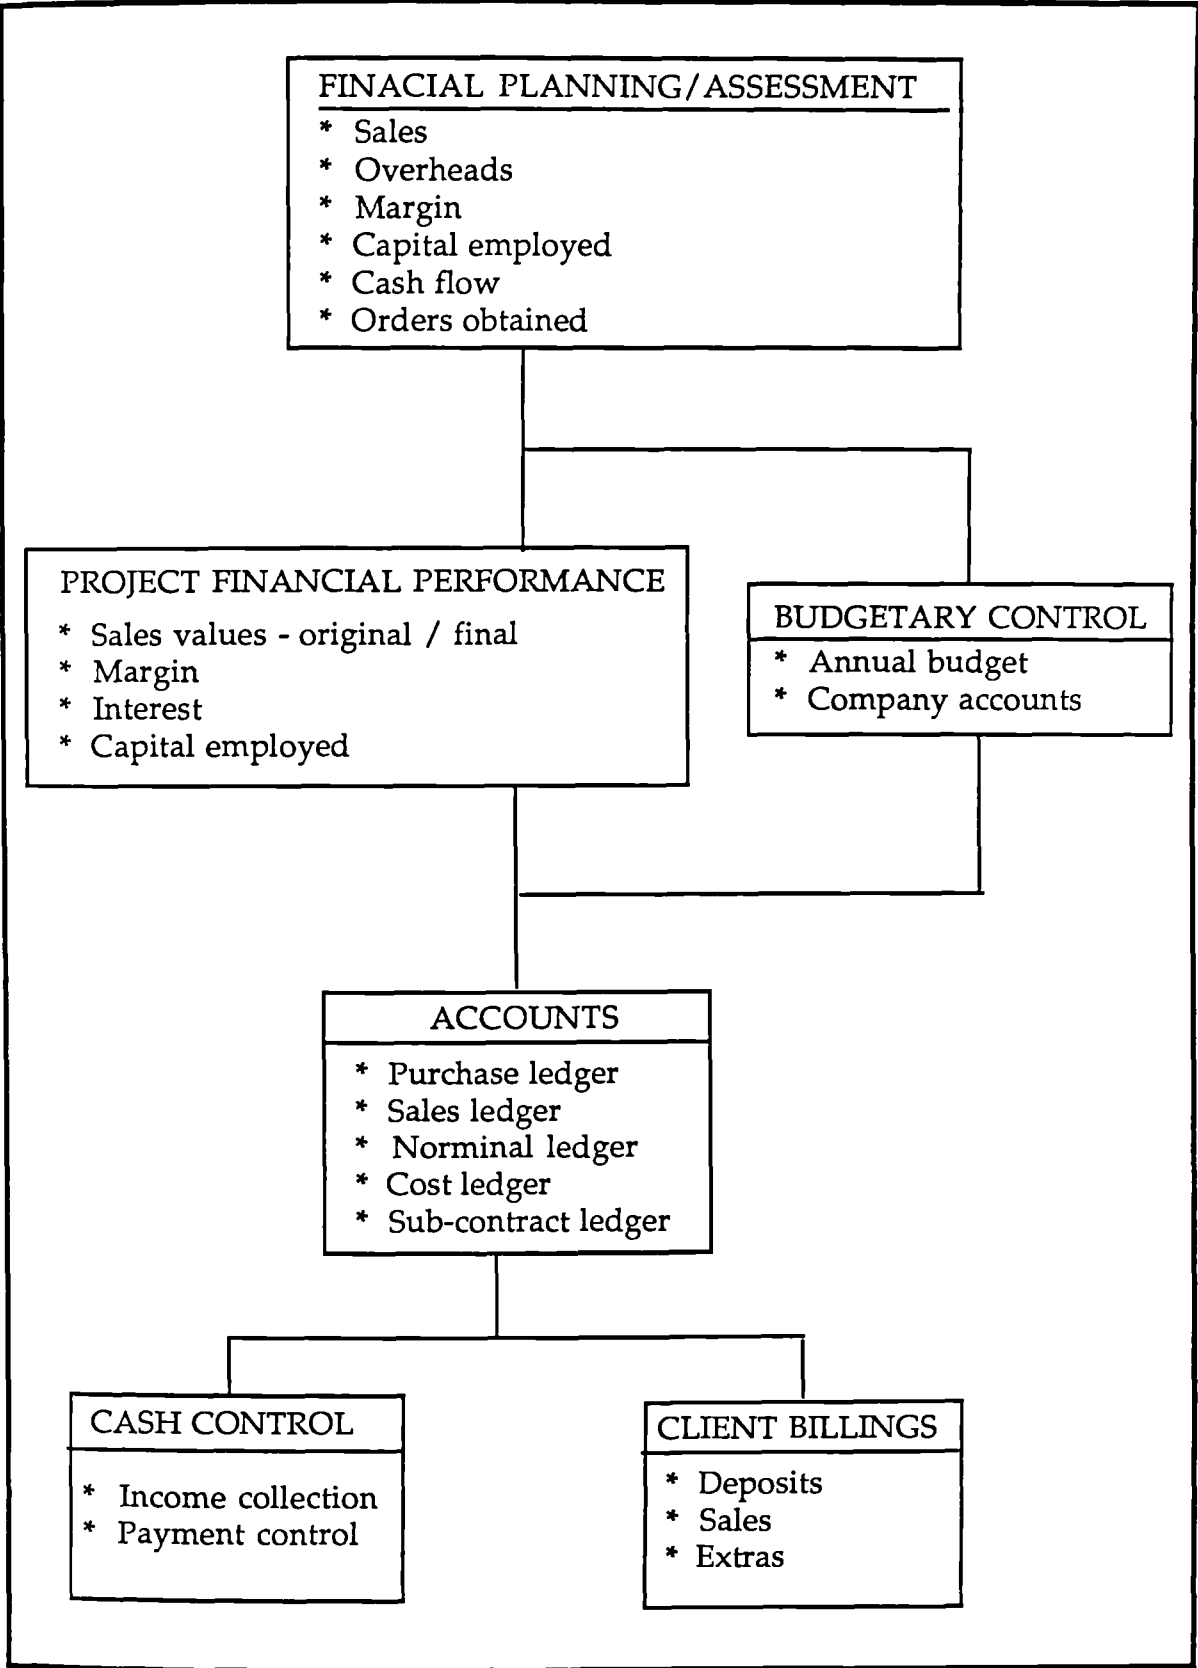 FINACIAL PLANNING/ASSESSMENT
* Sales
* Overheads
* Margin
* Capital employed
* Cash flow
* Orders obtained
PROJECT FINANCIAL PERFORMANCE
* Sales values - original / final
* Margin
* Interest
* Capital employed
BUDGETARY CONTROL
* Annual budget
* Company accounts
ACCOUNTS
* Purchase ledger
* Sales ledger
* Norminal ledger
* Cost ledger
* Sub-contract ledger
CASH CONTROL
* Income collection
* Payment control
CLIENT BILLINGS
* Deposits
* Sales
* Extras